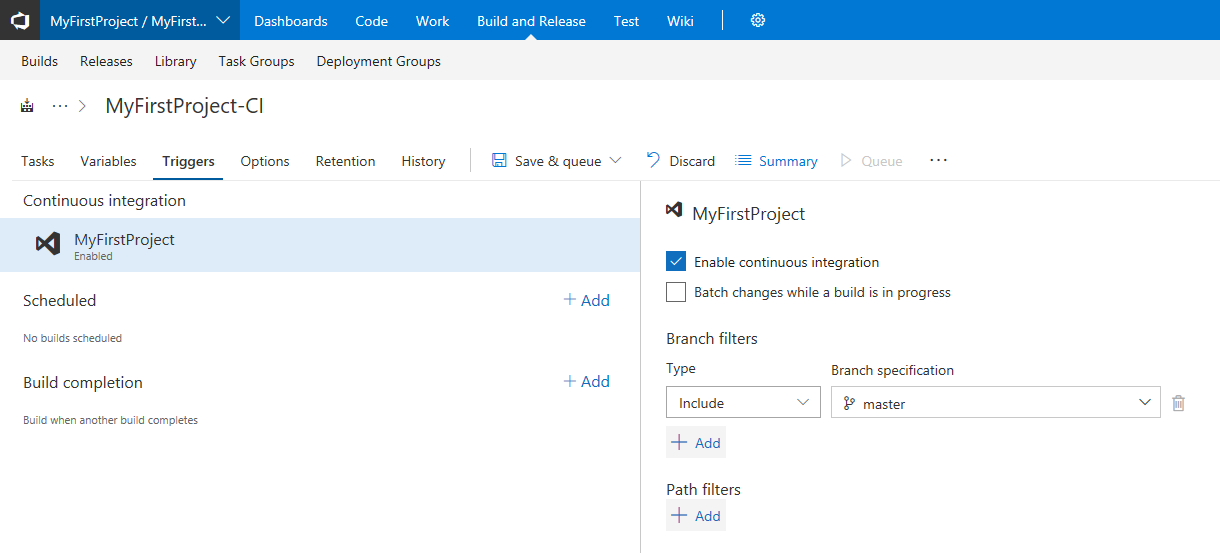 MyFirstProject / MyFirst... Dashboards Code Work Build and Release Test Wiki
Builds Releases Library Task Groups Deployment Groups
... MyFirstProject-CI
Tasks Variables Triggers Options Retention History Save & queue Discard Summary Queue ...
Continuous integration
MyFirstProject
Enabled
Scheduled + Add
No builds scheduled
Build completion + Add
Build when another build completes
MyFirstProject
Enable continuous integration
Batch changes while a build is in progress
Branch filters
Type Branch specification
Include master
+ Add
Path filters
+ Add